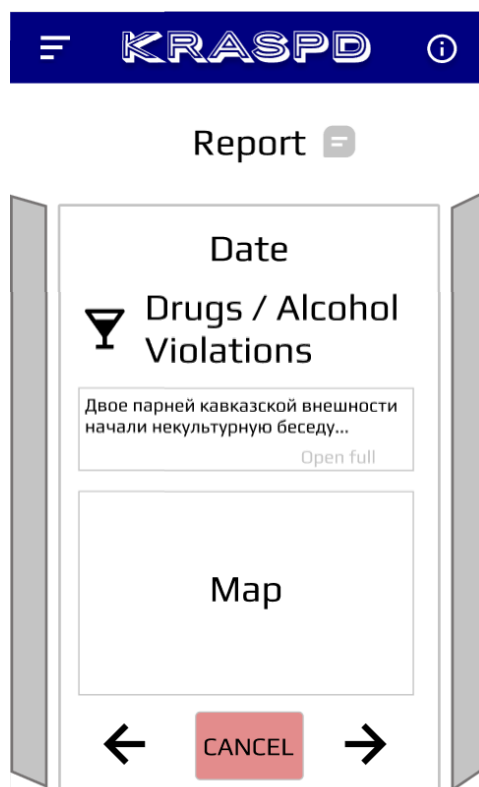 KRASPD
Report
Date
Drugs / Alcohol
Violations
Двое парней кавказской внешности
начали некультурную беседу...
Open full
Map
CANCEL